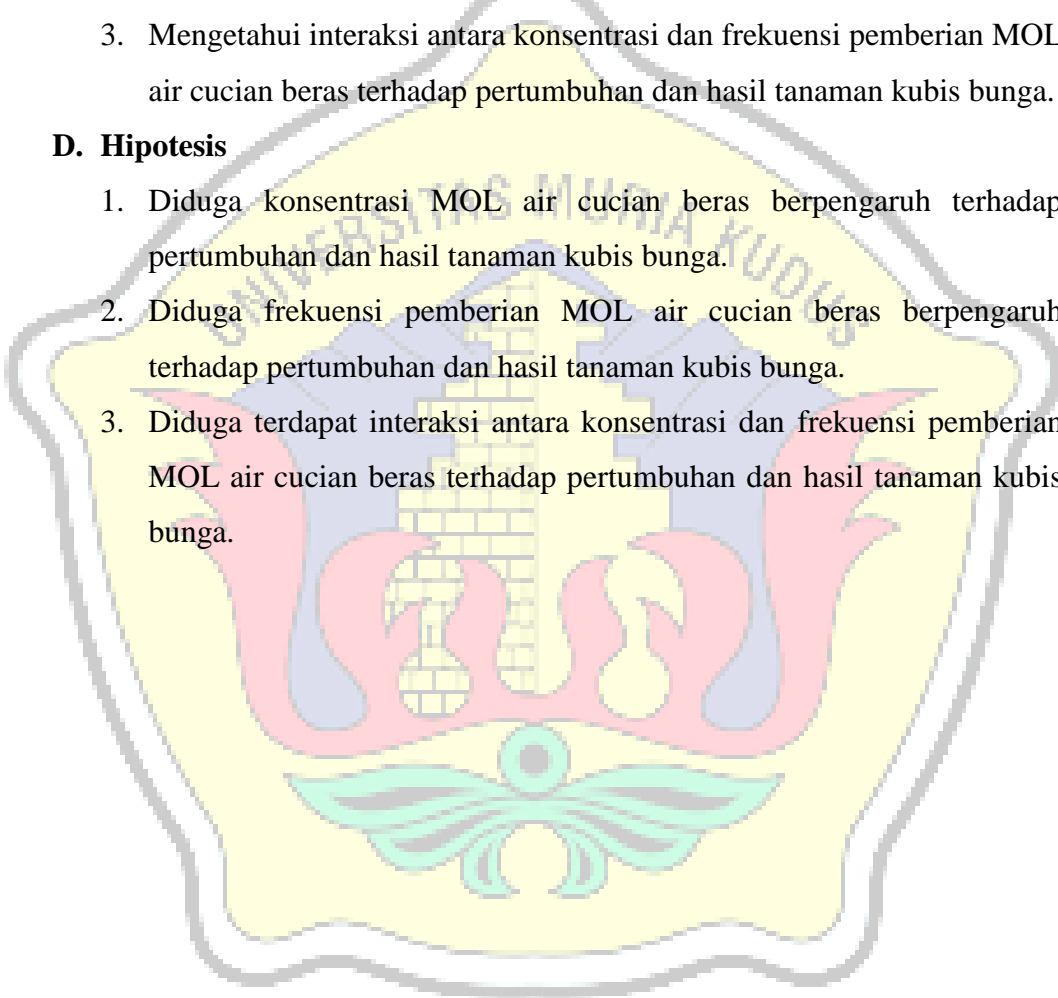 3. Mengetahui interaksi antara konsentrasi dan frekuensi pemberian MOL
air cucian beras terhadap pertumbuhan dan hasil tanaman kubis bunga.
D. Hipotesis
1. Diduga konsentrasi MOL air cucian beras berpengaruh terhadap
pertumbuhan dan hasil tanaman kubis bunga.
2. Diduga frekuensi pemberian MOL air cucian beras berpengaruh
terhadap pertumbuhan dan hasil tanaman kubis bunga.
3. Diduga terdapat interaksi antara konsentrasi dan frekuensi pemberian
MOL air cucian beras terhadap pertumbuhan dan hasil tanaman kubis
bunga.
UNIVERSITAS MURIA KUDUS